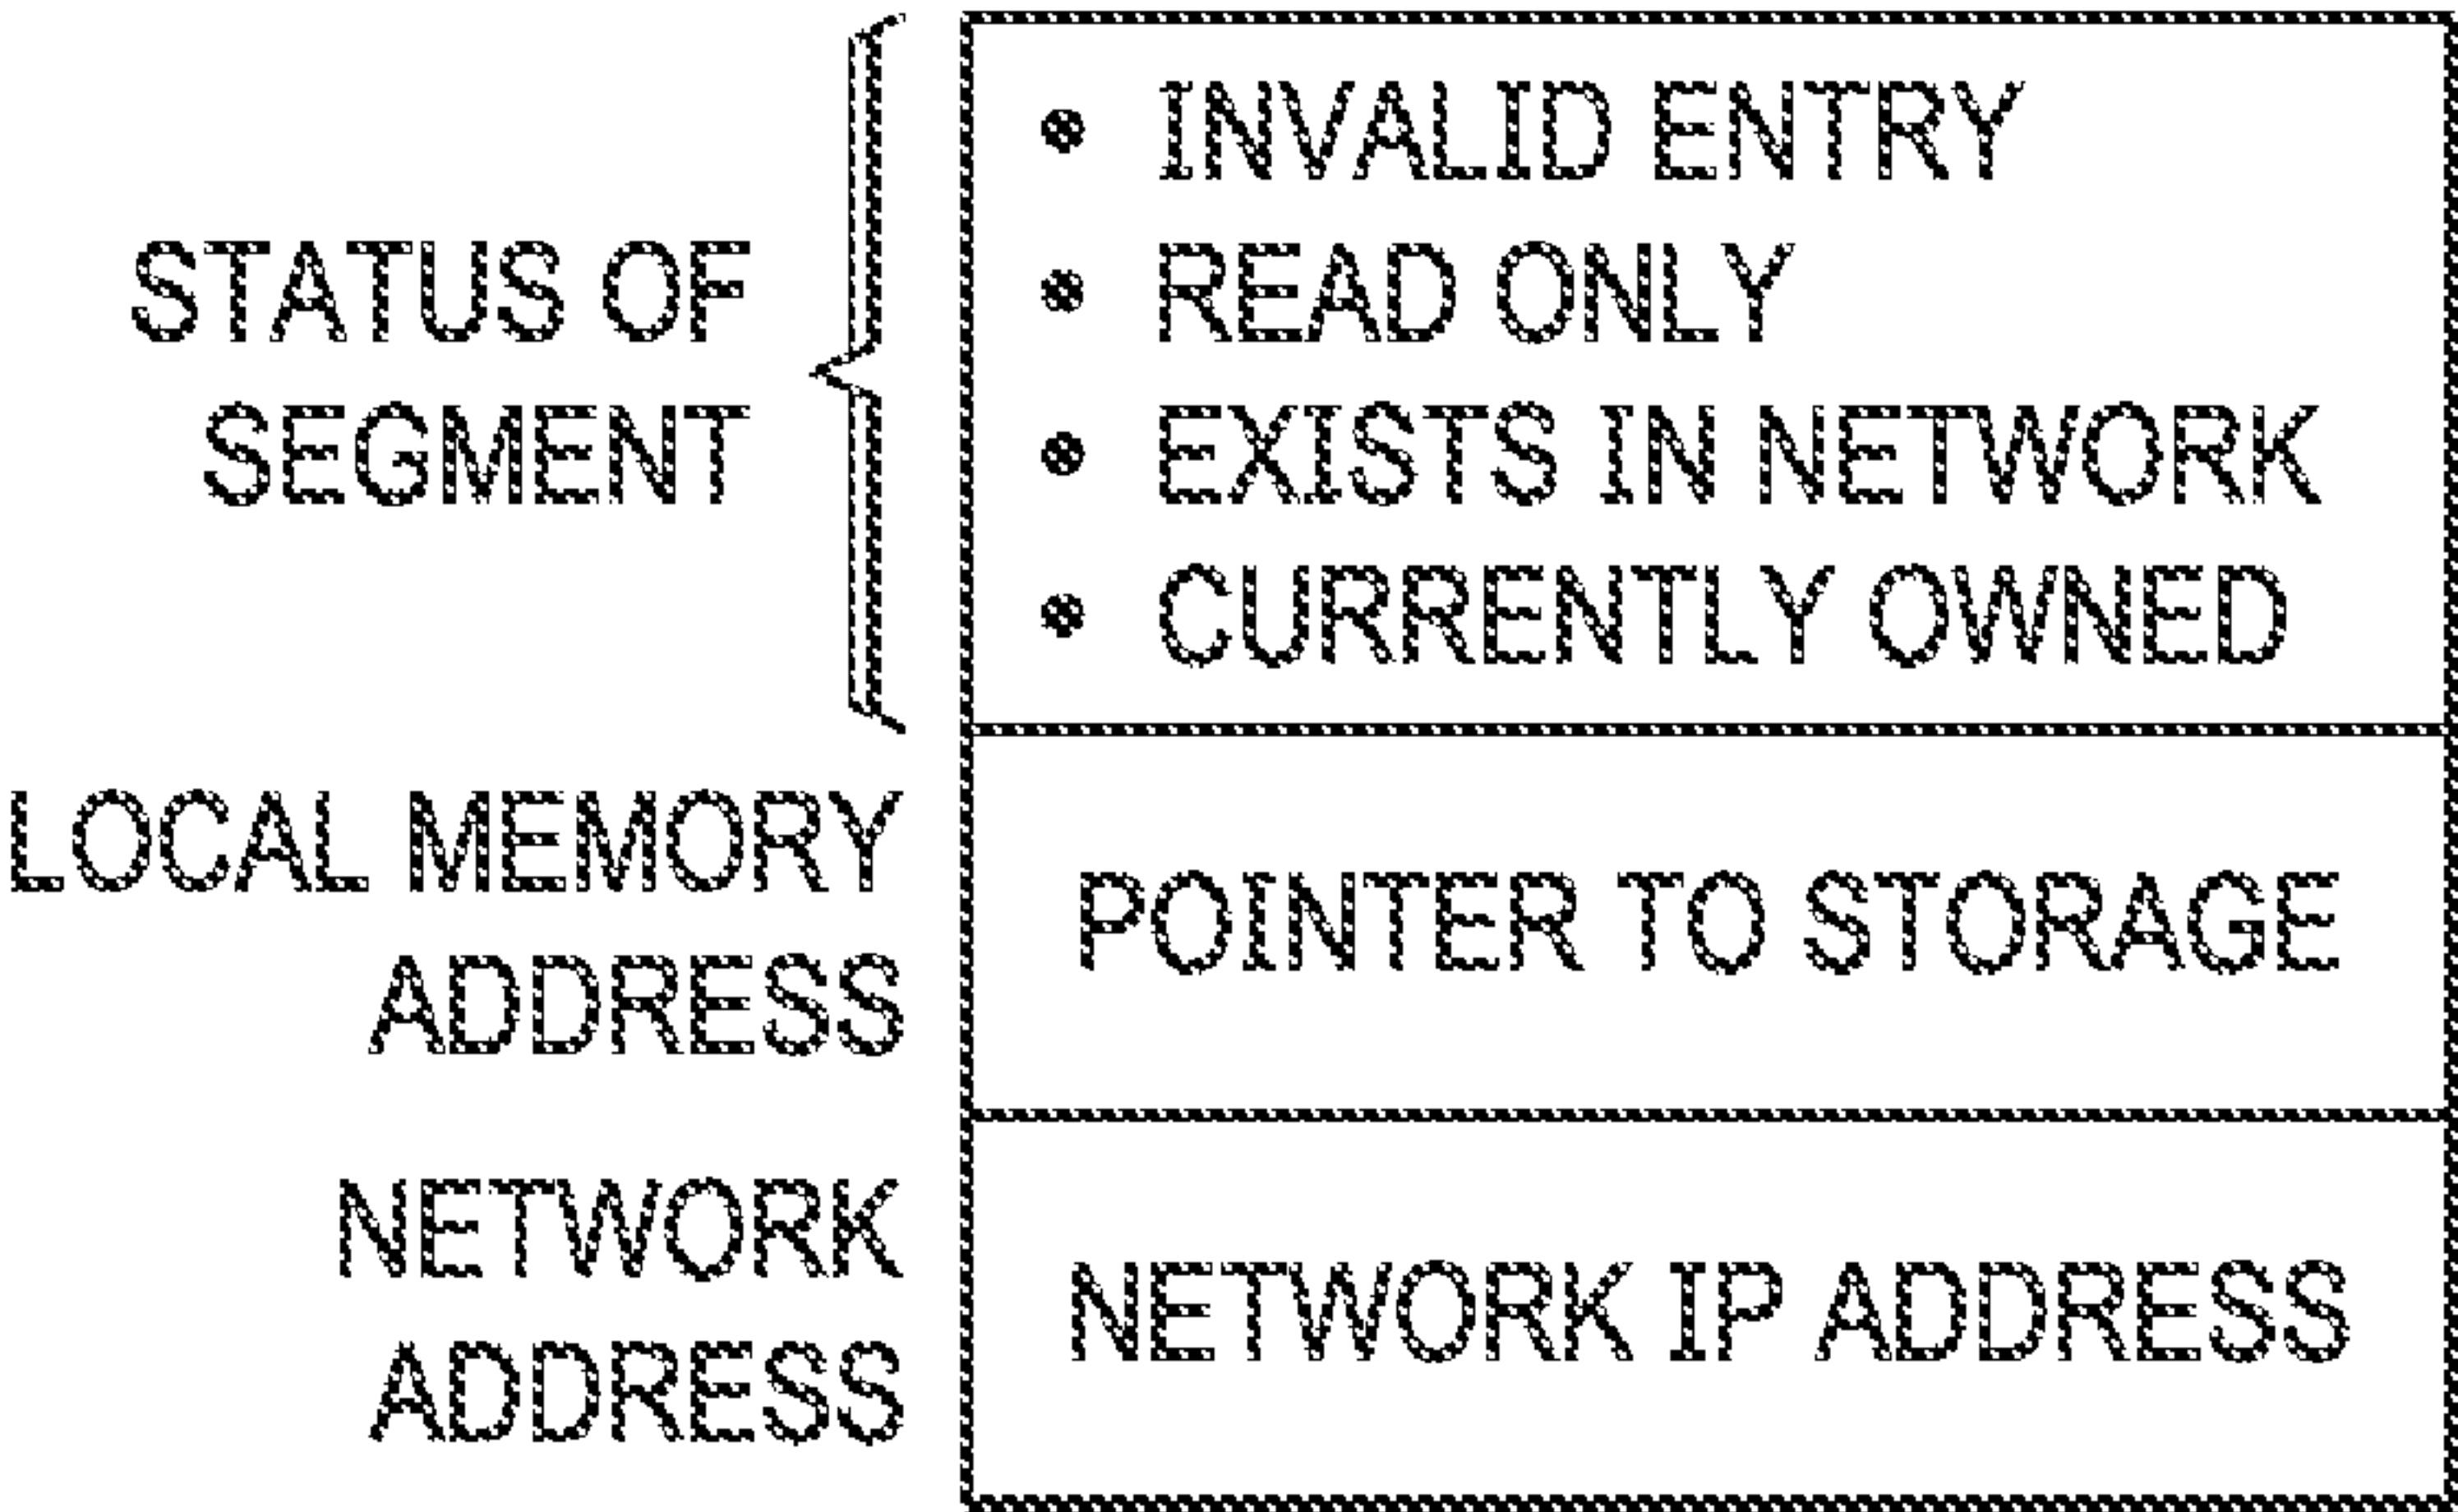 STATUS OF
SEGMENT
• INVALID ENTRY
• READ ONLY
• EXISTS IN NETWORK
• CURRENTLY OWNED
LOCAL MEMORY
ADDRESS
POINTER TO STORAGE
NETWORK
ADDRESS
NETWORK IP ADDRESS